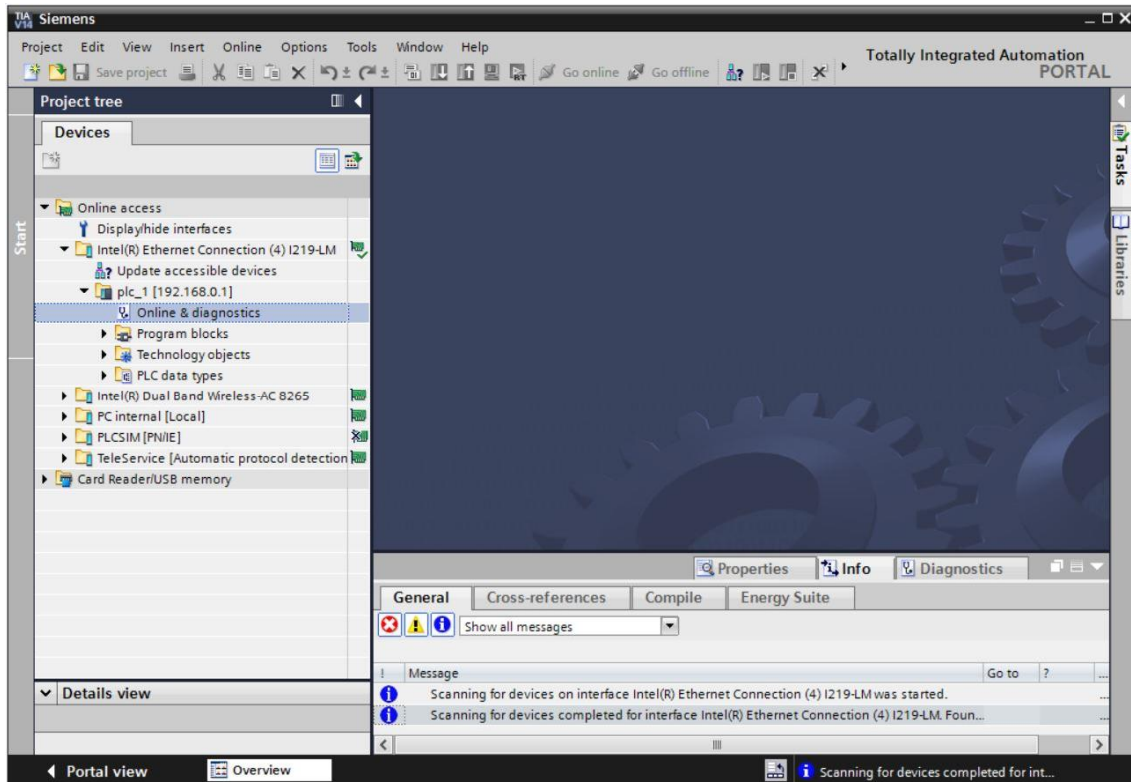 TIA
V14
Siemens
Project Edit View Insert Online Options Tools Window Help
Save project
Go online Go offline
Totally Integrated Automation
PORTAL
Project tree
Devices
Start
Online access
Display/hide interfaces
Intel(R) Ethernet Connection (4) I219-LM
Update accessible devices
plc_1 [192.168.0.1]
Online & diagnostics
Program blocks
Technology objects
PLC data types
Intel(R) Dual Band Wireless-AC 8265
PC internal [Local]
PLCSIM [PN/IE]
TeleService [Automatic protocol detection
Card Reader/USB memory
Details view
Tasks
Libraries
Properties Info Diagnostics
General Cross-references Compile Energy Suite
Show all messages
! Message Go to ? ...
Scanning for devices on interface Intel(R) Ethernet Connection (4) I219-LM was started. ...
Scanning for devices completed for interface Intel(R) Ethernet Connection (4) I219-LM. Foun... ...
Portal view Overview
Scanning for devices completed for int...